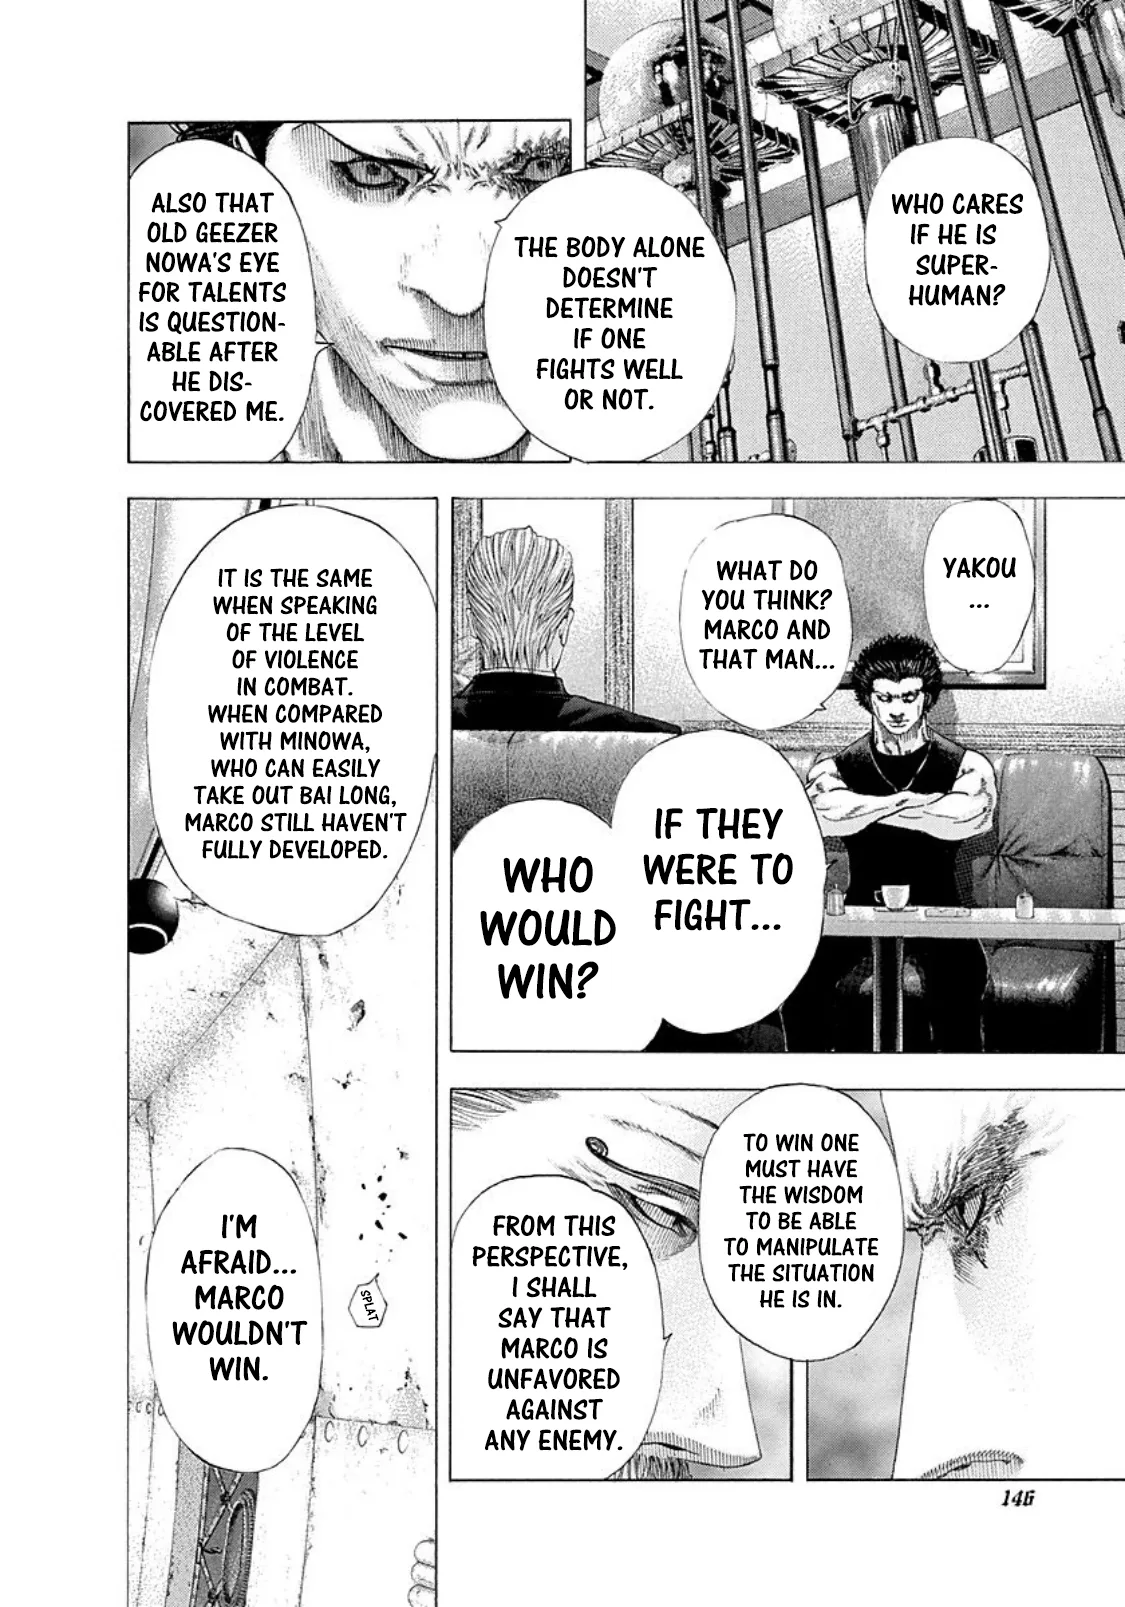 WHO CARES
IF HE IS
SUPER-
HUMAN?
THE BODY ALONE
DOESN'T
DETERMINE
IF ONE
FIGHTS WELL
OR NOT.
ALSO THAT
OLD GEEZER
NOWA'S EYE
FOR TALENTS
IS QUESTION-
ABLE AFTER
HE DIS-
COVERED ME.
YAKOU
...
WHAT DO
YOU THINK?
MARCO AND
THAT MAN...
IF THEY
WERE TO
FIGHT...
WHO
WOULD
WIN?
TO WIN ONE
MUST HAVE
THE WISDOM
TO BE ABLE
TO MANIPULATE
THE SITUATION
HE IS IN.
FROM THIS
PERSPECTIVE,
I SHALL
SAY THAT
MARCO IS
UNFAVORED
AGAINST
ANY ENEMY.
IT IS THE SAME
WHEN SPEAKING
OF THE LEVEL
OF VIOLENCE
IN COMBAT.
WHEN COMPARED
WITH MINOWA,
WHO CAN EASILY
TAKE OUT BAI LONG,
MARCO STILL HAVEN'T
FULLY DEVELOPED.
SPLAT
I'M
AFRAID...
MARCO
WOULDN'T
WIN.
146